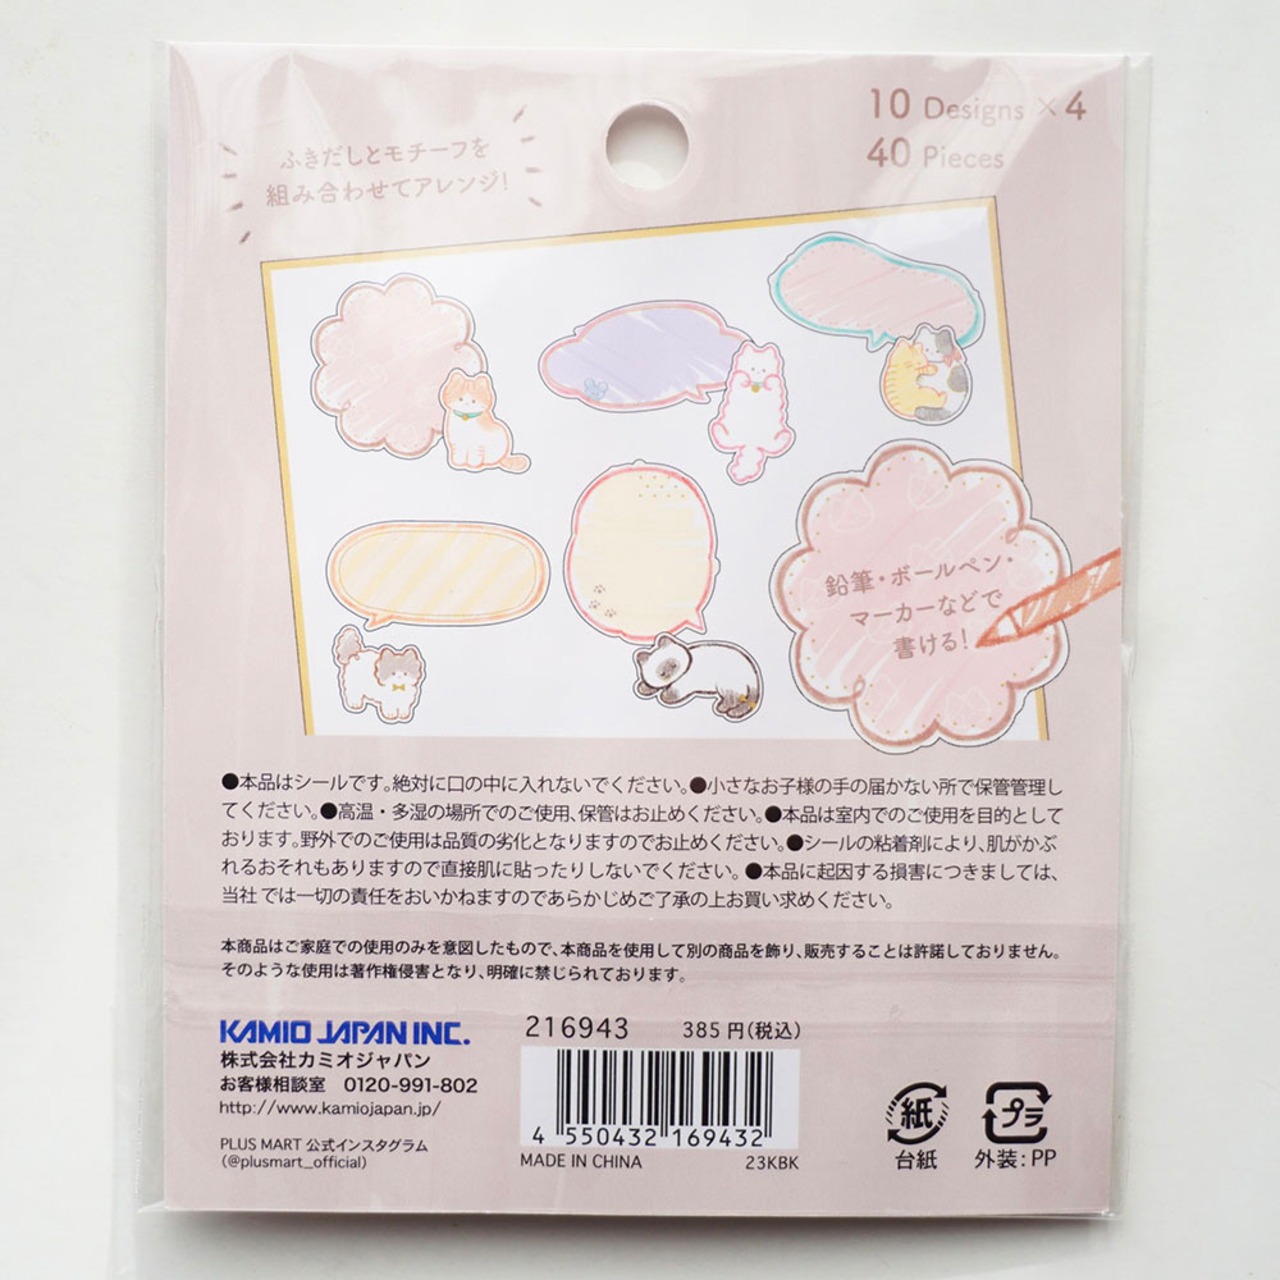 10 Designs×4
40 Pieces
ふきだしとモチーフを
組み合わせてアレンジ!
鉛筆・ボールペン・
マーカーなどで
書ける!
●本品はシールです。絶対に口の中に入れないでください。●小さなお子様の手の届かない所で保管管理し
てください。●高温・多湿の場所でのご使用、保管はお止めください。●本品は室内でのご使用を目的として
おります。野外でのご使用は品質の劣化となりますのでお止めください。●シールの粘着剤により、肌がかぶ
れるおそれもありますので直接肌に貼ったりしないでください。●本品に起因する損害につきましては、
当社では一切の責任をおいかねますのであらかじめご了承の上お買い求めください。
本商品はご家庭での使用のみを意図したもので、本商品を使用して別の商品を飾り、販売することは許諾しておりません。
そのような使用は著作権侵害となり、明確に禁じられております。
KAMIO JAPAN INC.
株式会社カミオジャパン
お客様相談室 0120-991-802
http://www.kamiojapan.jp/
PLUS MART 公式インスタグラム
(@plusmart_official)
216943 385円(税込)
4 550432 169432
MADE IN CHINA 23KBK
紙
台紙
プラ
外装:PP